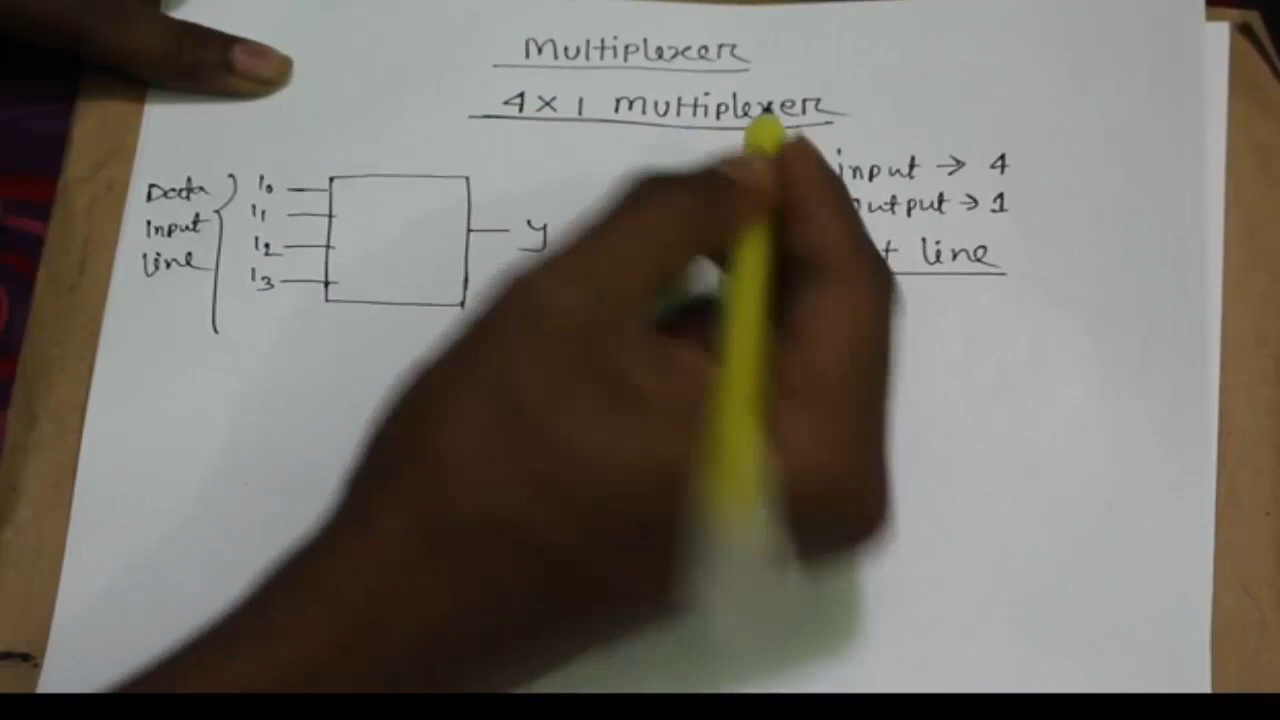 Multiplexer
4 x 1 Multiplexer
Data Input Line
I0
I1
I2
I3
y
input → 4
output → 1
line